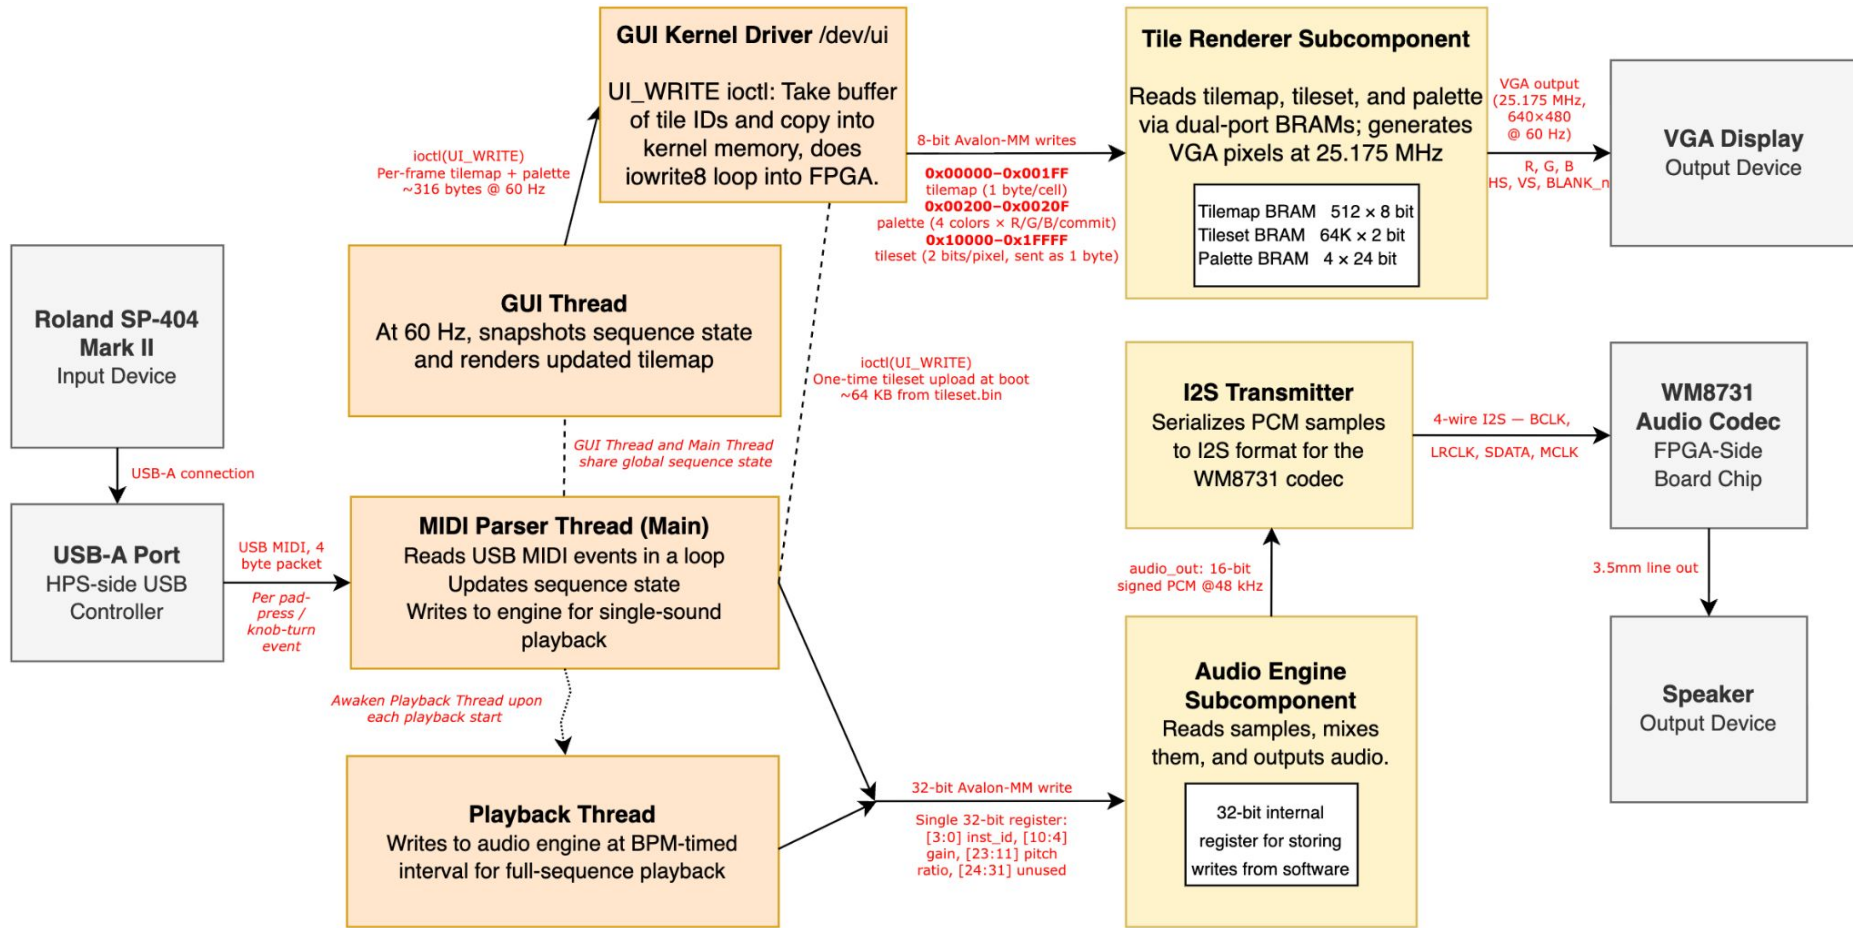 GUI Kernel Driver /dev/ui
UI_WRITE ioctl: Take buffer
of tile IDs and copy into
kernel memory, does
iowrite8 loop into FPGA.
Tile Renderer Subcomponent
Reads tilemap, tileset, and palette
via dual-port BRAMs; generates
VGA pixels at 25.175 MHz
Tilemap BRAM 512 × 8 bit
Tileset BRAM 64K × 2 bit
Palette BRAM 4 × 24 bit
VGA output
(25.175 MHz,
640×480
@ 60 Hz)
R, G, B
HS, VS, BLANK_n
VGA Display
Output Device
ioctl(UI_WRITE)
Per-frame tilemap + palette
~316 bytes @ 60 Hz
8-bit Avalon-MM writes
0x00000–0x001FF
tilemap (1 byte/cell)
0x00200–0x0020F
palette (4 colors × R/G/B/commit)
0x10000–0x1FFFF
tileset (2 bits/pixel, sent as 1 byte)
Roland SP-404
Mark II
Input Device
GUI Thread
At 60 Hz, snapshots sequence state
and renders updated tilemap
ioctl(UI_WRITE)
One-time tileset upload at boot
~64 KB from tileset.bin
I2S Transmitter
Serializes PCM samples
to I2S format for the
WM8731 codec
4-wire I2S — BCLK,
LRCLK, SDATA, MCLK
WM8731
Audio Codec
FPGA-Side
Board Chip
USB-A connection
GUI Thread and Main Thread
share global sequence state
USB-A Port
HPS-side USB
Controller
USB MIDI, 4
byte packet
Per pad-
press /
knob-turn
event
MIDI Parser Thread (Main)
Reads USB MIDI events in a loop
Updates sequence state
Writes to engine for single-sound
playback
audio_out: 16-bit
signed PCM @48 kHz
3.5mm line out
Awaken Playback Thread upon
each playback start
Audio Engine
Subcomponent
Reads samples, mixes
them, and outputs audio.
32-bit internal
register for storing
writes from software
Speaker
Output Device
Playback Thread
Writes to audio engine at BPM-timed
interval for full-sequence playback
32-bit Avalon-MM write
Single 32-bit register:
[3:0] inst_id, [10:4]
gain, [23:11] pitch
ratio, [24:31] unused